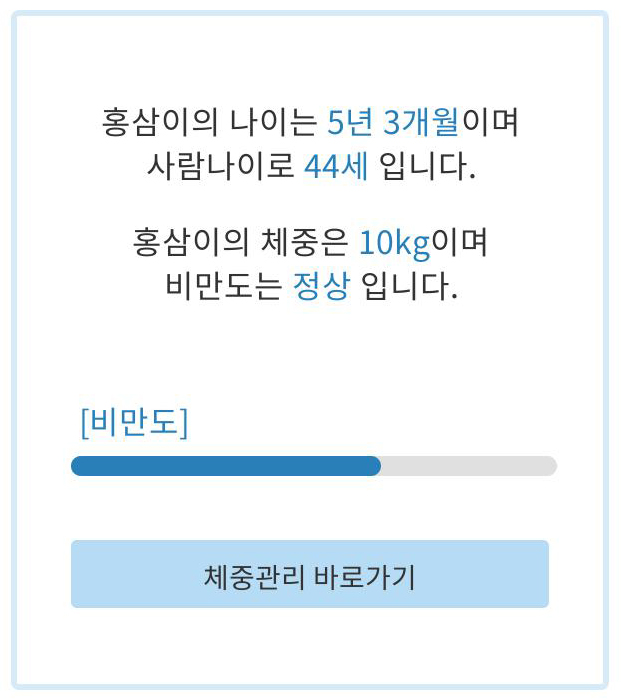 홍삼이의 나이는 5년 3개월이며
사람나이로 44세 입니다.
홍삼이의 체중은 10kg이며
비만도는 정상 입니다.
[비만도]
체중관리 바로가기